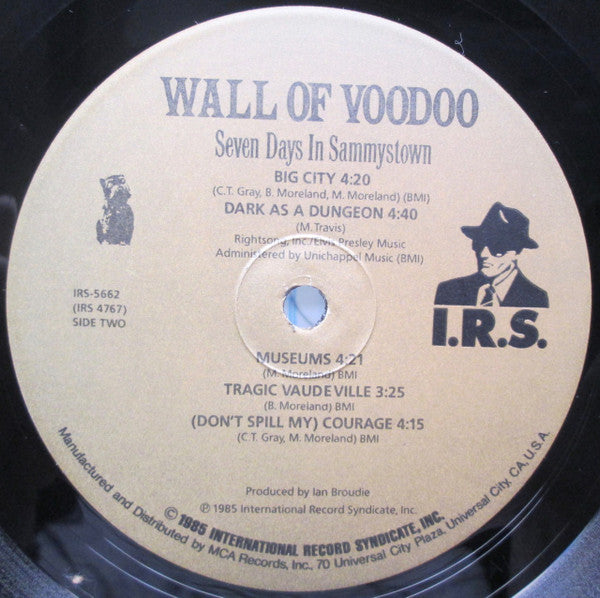 WALL OF VOODOO
Seven Days In Sammystown
BIG CITY 4:20
(C.T. Gray, B. Moreland, M. Moreland) (BMI)
DARK AS A DUNGEON 4:40
(M. Travis)
Rightsong, Inc./Elvis Presley Music
Administered by Unichappel Music (BMI)
IRS-5662
(IRS 4767)
SIDE TWO
I.R.S.
MUSEUMS 4:21
(M. Moreland) BMI
TRAGIC VAUDEVILLE 3:25
(B. Moreland) BMI
(DON'T SPILL MY) COURAGE 4:15
(C.T. Gray, M. Moreland) BMI
Produced by Ian Broudie
℗ 1985 International Record Syndicate, Inc.
© 1985 INTERNATIONAL RECORD SYNDICATE, INC.
Manufactured and Distributed by MCA Records, Inc., 70 Universal City Plaza, Universal City, CA. U.S.A.